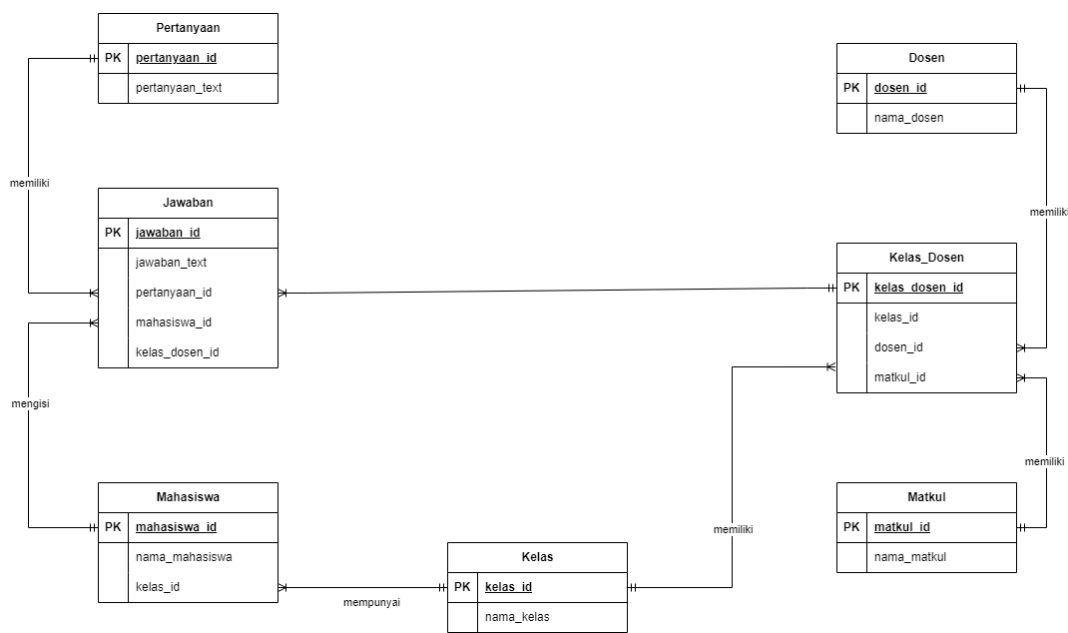 Pertanyaan
PK pertanyaan_id
pertanyaan_text
Dosen
PK dosen_id
nama_dosen
memiliki
memiliki
Jawaban
PK jawaban_id
jawaban_text
pertanyaan_id
mahasiswa_id
kelas_dosen_id
Kelas_Dosen
PK kelas_dosen_id
kelas_id
dosen_id
matkul_id
mengisi
memiliki
Mahasiswa
PK mahasiswa_id
nama_mahasiswa
kelas_id
mempunyai
Kelas
PK kelas_id
nama_kelas
memiliki
Matkul
PK matkul_id
nama_matkul